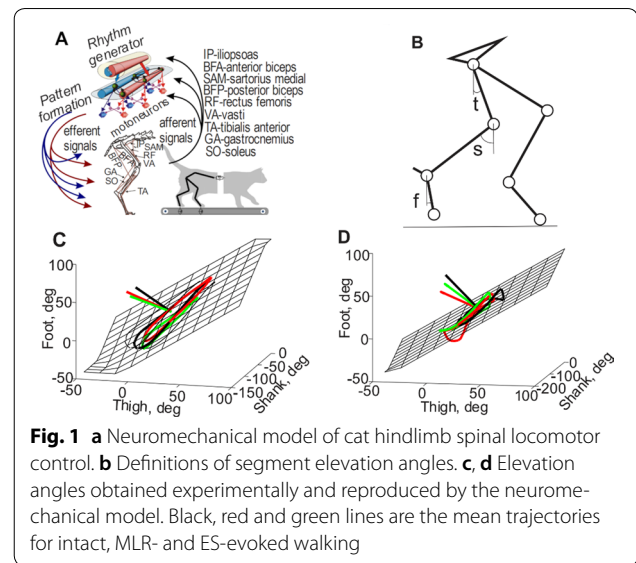 A
Rhythm
generator
Pattern
formation
motoneurons
efferent
signals
afferent
signals
IP-iliopsoas
BFA-anterior biceps
SAM-sartorius medial
BFP-posterior biceps
RF-rectus femoris
VA-vasti
TA-tibialis anterior
GA-gastrocnemius
SO-soleus
IP
SAM
RF
VA
GA
SO
TA
B
t
s
f
C
Foot, deg
100
50
0
-50
0
50
100
Thigh, deg
-150
-100
-50
0
Shank, deg
D
Foot, deg
100
50
0
-50
-50
0
50
100
Thigh, deg
-200
-100
0
Shank, deg
Fig. 1 a Neuromechanical model of cat hindlimb spinal locomotor
control. b Definitions of segment elevation angles. c, d Elevation
angles obtained experimentally and reproduced by the neurome-
chanical model. Black, red and green lines are the mean trajectories
for intact, MLR- and ES-evoked walking